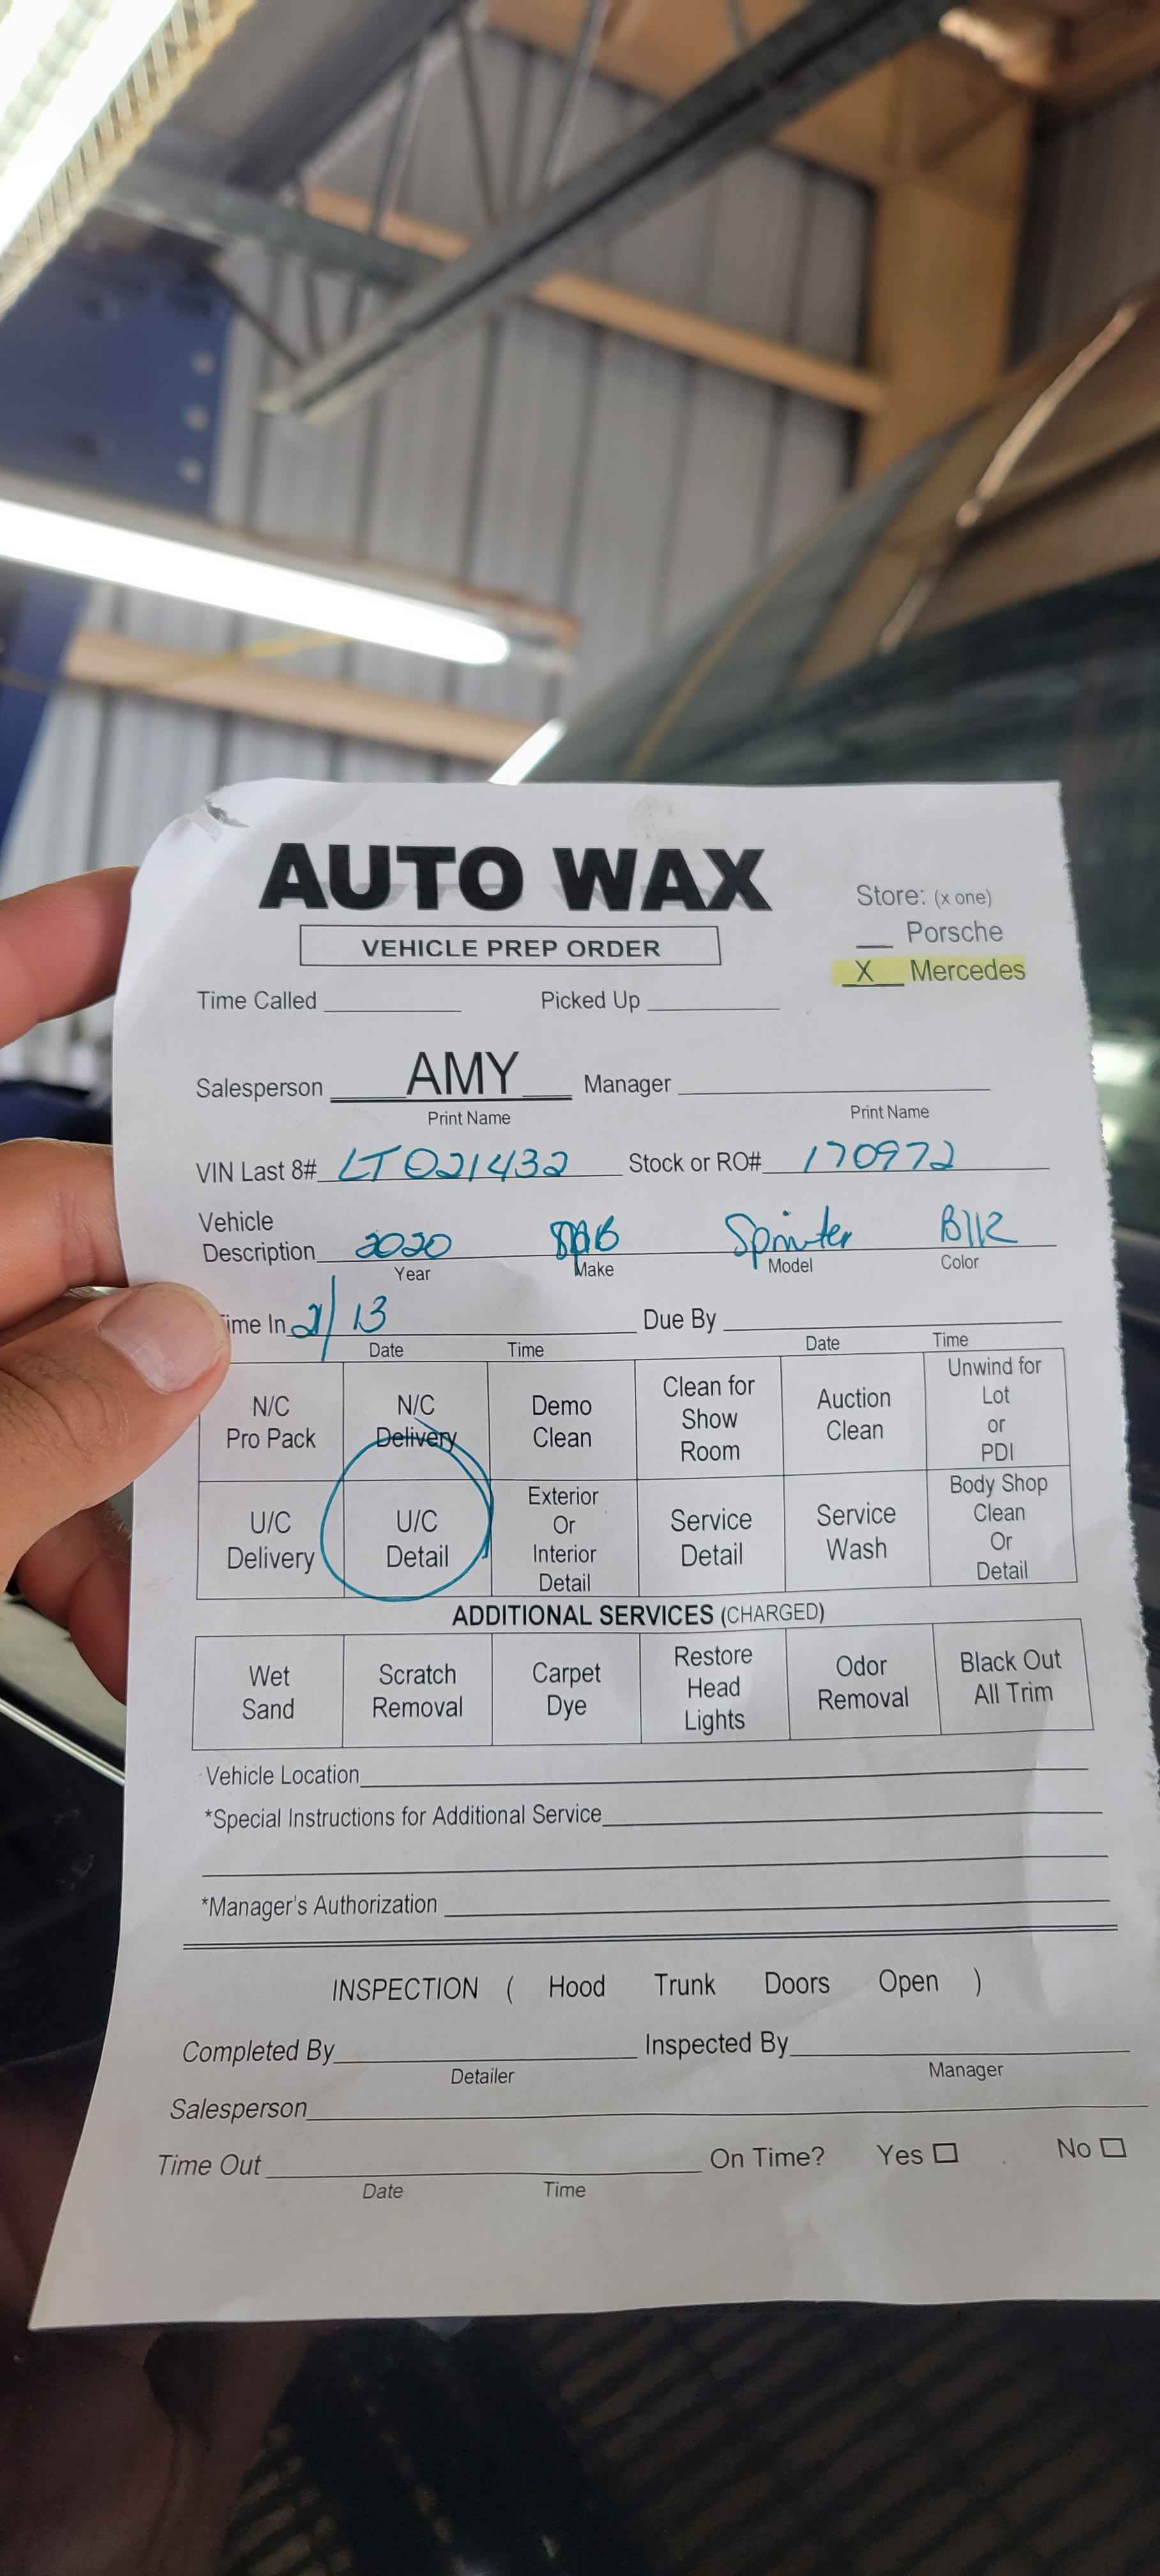 AUTO WAX
VEHICLE PREP ORDER
Store: (x one)
Porsche
X Mercedes
Time Called Picked Up
Salesperson AMY Manager
Print Name Print Name
VIN Last 8# LT021432 Stock or RO# 170972
Vehicle
Description 2020 Sprinter Blk
Year Make Model Color
ime In 2/13 Due By
Date Time Date Time
N/C
Pro Pack
N/C
Delivery
Demo
Clean
Clean for
Show
Room
Auction
Clean
Unwind for
Lot
or
PDI
U/C
Delivery
U/C
Detail
Exterior
Or
Interior
Detail
Service
Detail
Service
Wash
Body Shop
Clean
Or
Detail
ADDITIONAL SERVICES (CHARGED)
Wet
Sand
Scratch
Removal
Carpet
Dye
Restore
Head
Lights
Odor
Removal
Black Out
All Trim
Vehicle Location
*Special Instructions for Additional Service
*Manager's Authorization
INSPECTION ( Hood Trunk Doors Open )
Completed By Inspected By
Detailer Manager
Salesperson
Time Out On Time? Yes No
Date Time